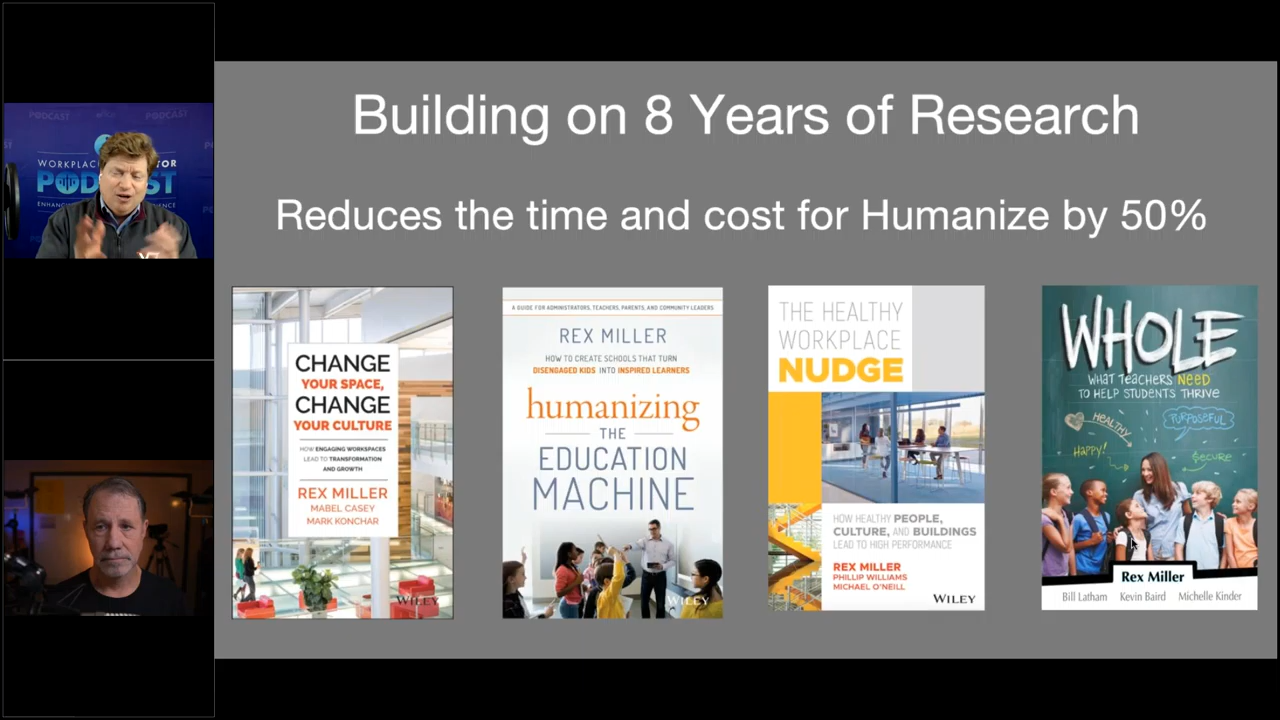 Building on 8 Years of Research
Reduces the time and cost for Humanize by 50%
PODCAST
PODCAST
WORKPLAC TOR
POD ST
ENHAN
CHANGE
YOUR SPACE,
CHANGE
YOUR CULTURE
HOW ENGAGING WORKSPACES
LEAD TO TRANSFORMATION
AND GROWTH
REX MILLER
MABEL CASEY
MARK KONCHAR
WILEY
A GUIDE FOR ADMINISTRATORS, TEACHERS, PARENTS, AND COMMUNITY LEADERS
REX MILLER
HOW TO CREATE SCHOOLS THAT TURN
DISENGAGED KIDS INTO INSPIRED LEARNERS
humanizing
THE
EDUCATION
MACHINE
WILEY
THE HEALTHY
WORKPLACE
NUDGE
HOW HEALTHY PEOPLE,
CULTURE, AND BUILDINGS
LEAD TO HIGH PERFORMANCE
REX MILLER
PHILLIP WILLIAMS
MICHAEL O'NEILL
WILEY
WHOLE
WHAT TEACHERS NEED
TO HELP STUDENTS THRIVE
HEALTHY
PURPOSEFUL
HAPPY!
SECURE
Rex Miller
Bill Latham Kevin Baird Michelle Kinder